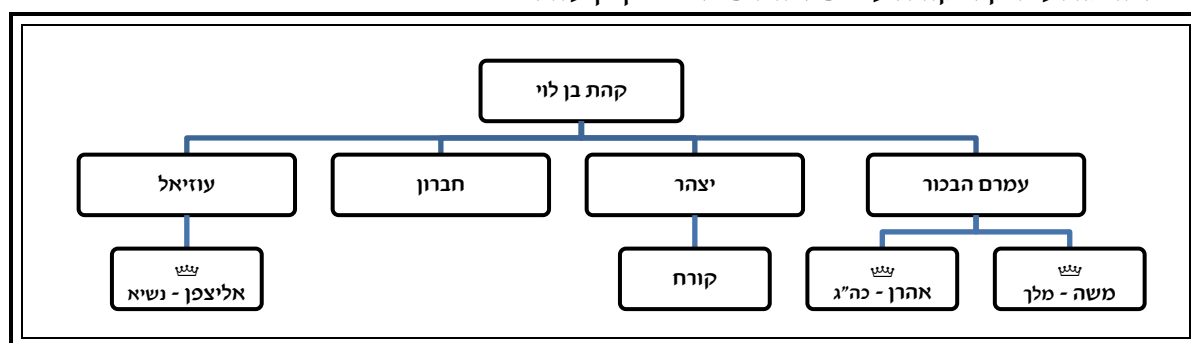 קהת בן לוי
עמרם הבכור
יצהר
חברון
עוזיאל
משה - מלך
אהרן - כה"ג
קורח
אליצפן - נשיא